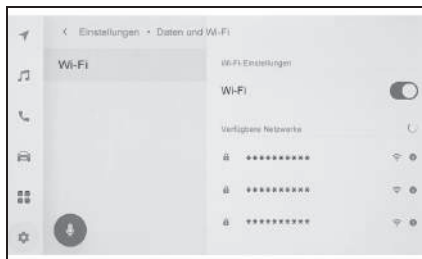 < Einstellungen • Daten und Wi-Fi
Wi-Fi
Wi-Fi-Einstellungen
Wi-Fi
Verfügbare Netzwerke
**********
**********
**********